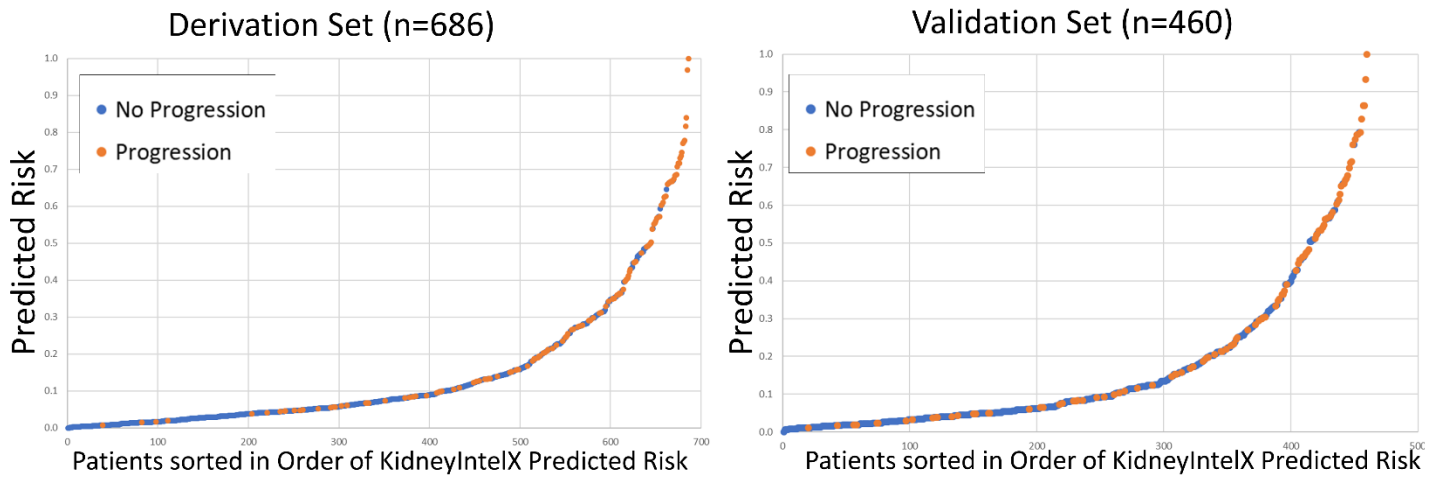 Derivation Set (n=686)
1.0
0.9
0.8
0.7
0.6
0.5
0.4
0.3
0.2
0.1
0.0
No Progression
Progression
Predicted Risk
0 100 200 300 400 500 600 700
Patients sorted in Order of KidneyIntelX Predicted Risk
Validation Set (n=460)
1.0
0.9
0.8
0.7
0.6
0.5
0.4
0.3
0.2
0.1
0.0
No Progression
Progression
Predicted Risk
0 100 200 300 400 500
Patients sorted in Order of KidneyIntelX Predicted Risk